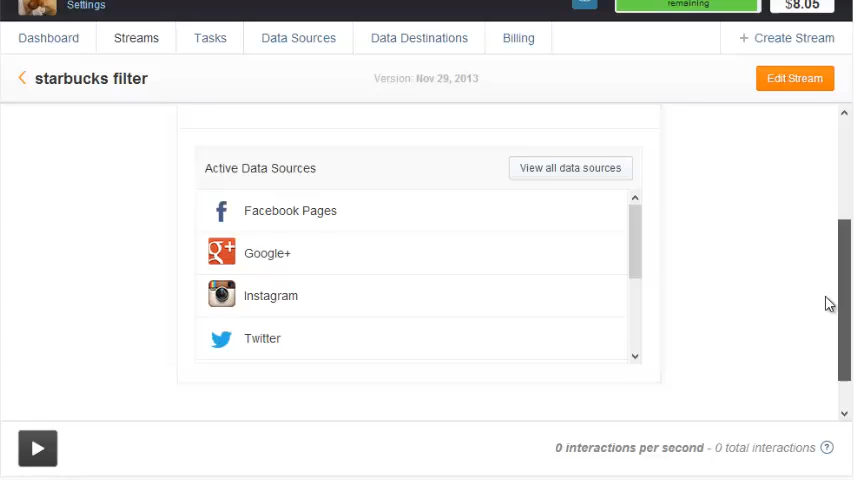 Settings
remaining
$8.05
Dashboard
Streams
Tasks
Data Sources
Data Destinations
Billing
+ Create Stream
starbucks filter
Version: Nov 29, 2013
Edit Stream
Active Data Sources
View all data sources
Facebook Pages
Google+
Instagram
Twitter
0 interactions per second - 0 total interactions ?